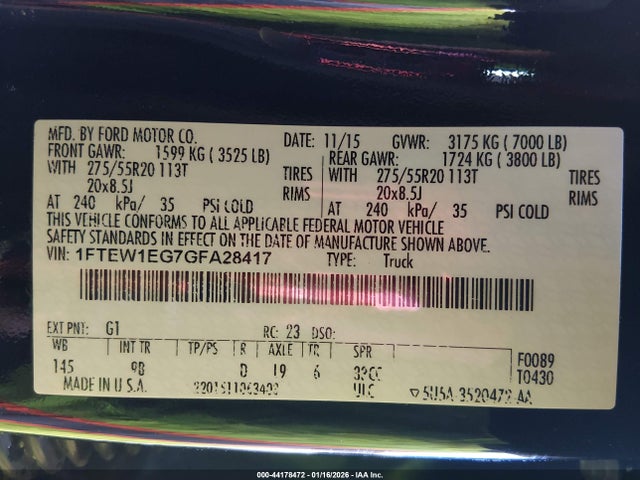 MFD. BY FORD MOTOR CO. DATE: 11/15 GVWR: 3175 KG ( 7000 LB)
FRONT GAWR: 1599 KG ( 3525 LB) REAR GAWR: 1724 KG ( 3800 LB)
WITH 275/55R20 113T TIRES WITH 275/55R20 113T TIRES
20x8.5J RIMS 20x8.5J RIMS
AT 240 kPa/ 35 PSI COLD AT 240 kPa/ 35 PSI COLD
THIS VEHICLE CONFORMS TO ALL APPLICABLE FEDERAL MOTOR VEHICLE
SAFETY STANDARDS IN EFFECT ON THE DATE OF MANUFACTURE SHOWN ABOVE.
VIN: 1FTEW1EG7GFA28417 TYPE: Truck
EXT PNT: G1 RC: 23 DSO:
WB INT TR TP/PS R AXLE TR SPR F0089
145 D 19 6 T0430
MADE IN U.S.A.
000-44178472 - 01/16/2026 - IAA Inc.